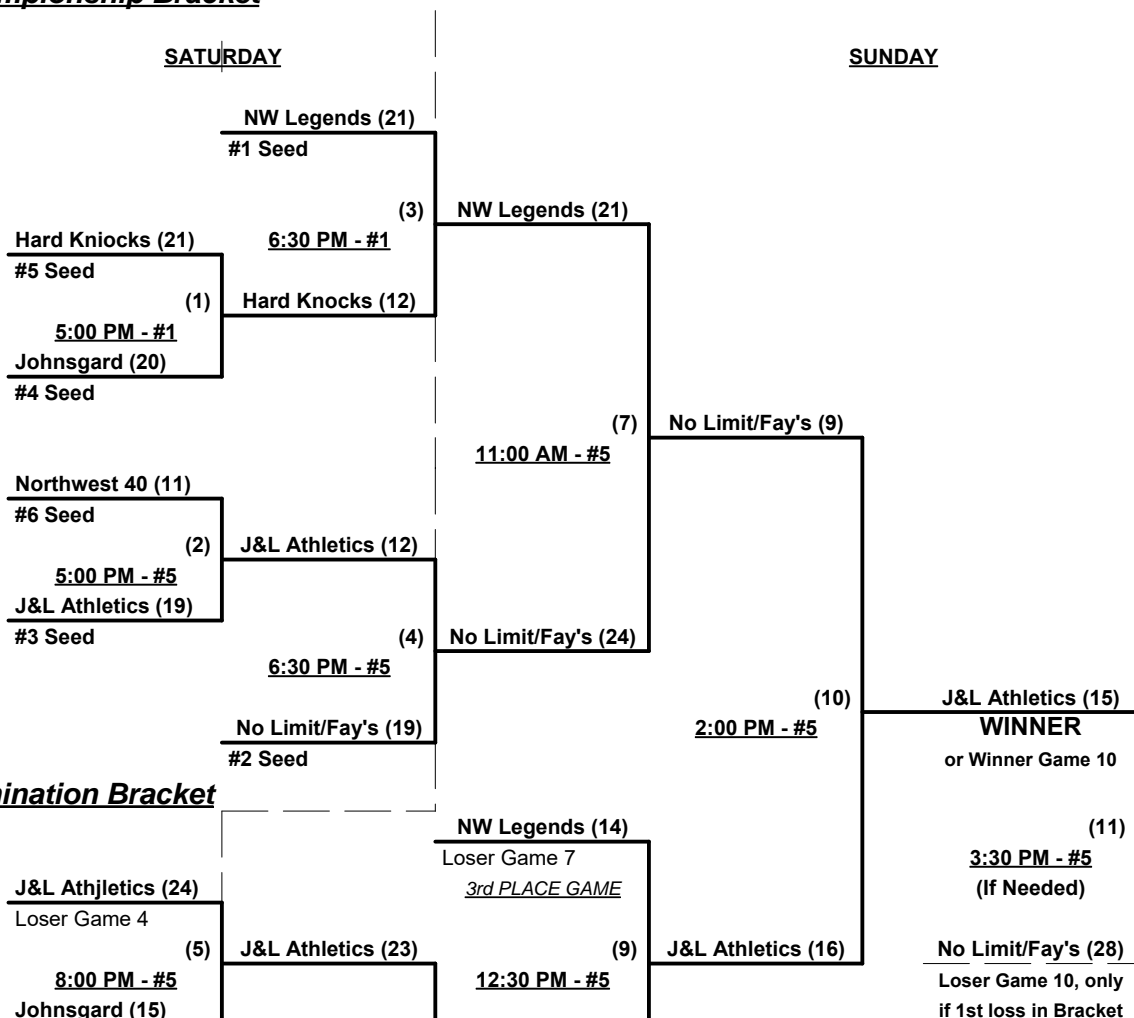 SATURDAY
SUNDAY
NW Legends (21)
#1 Seed
(3)
NW Legends (21)
Hard Kniocks (21)
6:30 PM - #1
#5 Seed
(1)
Hard Knocks (12)
5:00 PM - #1
Johnsgard (20)
#4 Seed
(7)
No Limit/Fay's (9)
11:00 AM - #5
Northwest 40 (11)
#6 Seed
(2)
J&L Athletics (12)
5:00 PM - #5
J&L Athletics (19)
#3 Seed
(4)
No Limit/Fay's (24)
6:30 PM - #5
(10)
J&L Athletics (15)
No Limit/Fay's (19)
2:00 PM - #5
WINNER
#2 Seed
or Winner Game 10
Bracket
NW Legends (14)
(11)
Loser Game 7
3:30 PM - #5
J&L Athjletics (24)
3rd PLACE GAME
(If Needed)
Loser Game 4
(5)
J&L Athletics (23)
(9)
J&L Athletics (16)
No Limit/Fay's (28)
8:00 PM - #5
12:30 PM - #5
Loser Game 10, only
Johnsgard (15)
if 1st loss in Bracket